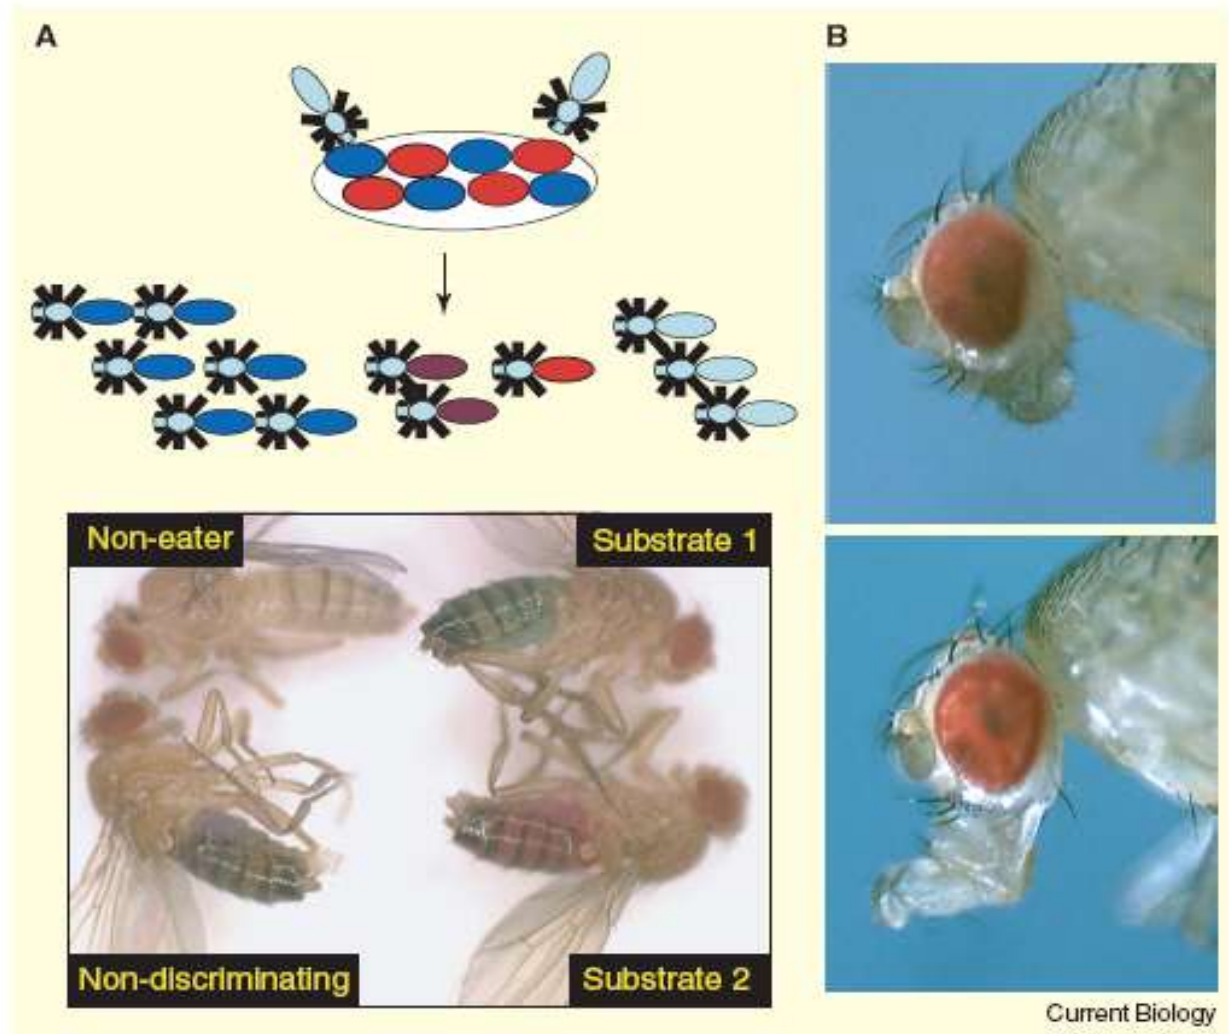 A
B
Non-eater
Substrate 1
Non-discriminating
Substrate 2
Current Biology